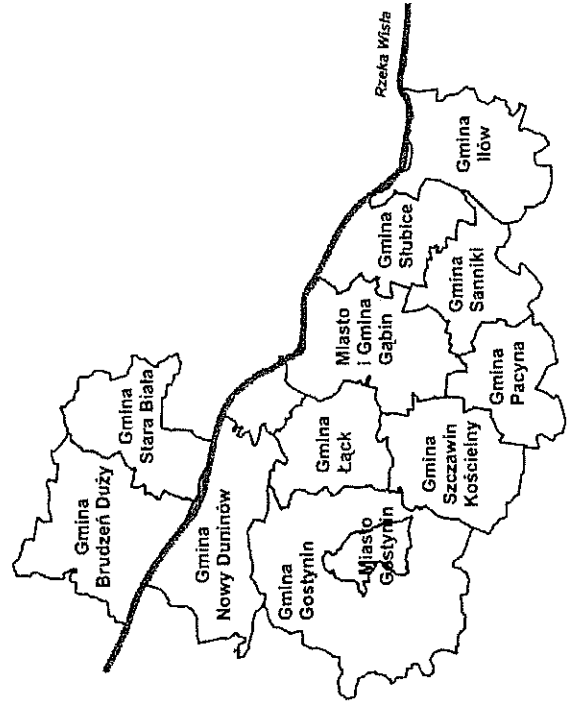 Gmina
Brudzeń Duży
Gmina
Stara Biała
Gmina
Nowy Duninów
Gmina
Gostynin
Miasto
Gostynin
Gmina
Łąck
Gmina
Szczawin
Kościelny
Miasto
i Gmina
Gąbin
Gmina
Pacyna
Gmina
Słubice
Gmina
Sanniki
Gmina
Iłów
Rzeka Wisła